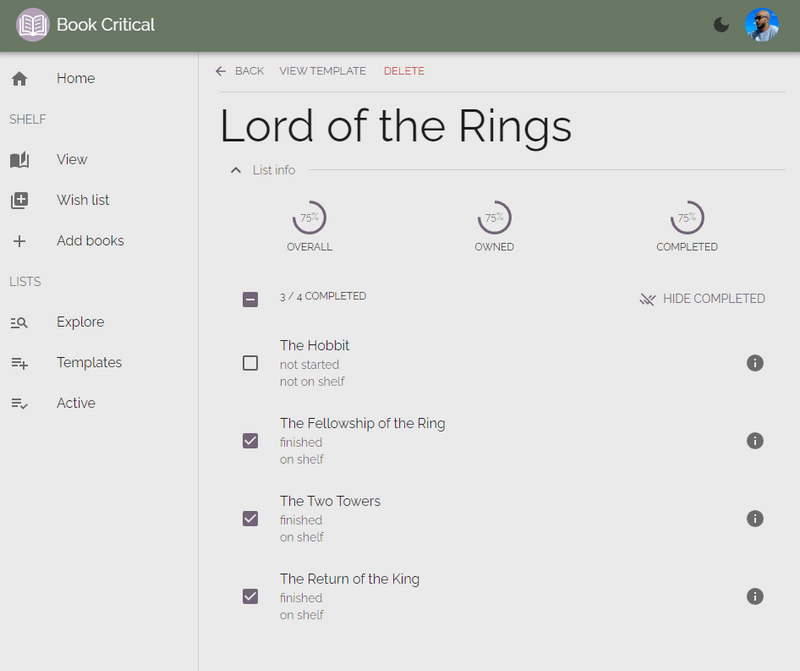 Book Critical
Home
SHELF
View
Wish list
Add books
LISTS
Explore
Templates
Active
BACK VIEW TEMPLATE DELETE
Lord of the Rings
List info
75% 75% 75%
OVERALL OWNED COMPLETED
3 / 4 COMPLETED HIDE COMPLETED
The Hobbit
not started
not on shelf
The Fellowship of the Ring
finished
on shelf
The Two Towers
finished
on shelf
The Return of the King
finished
on shelf